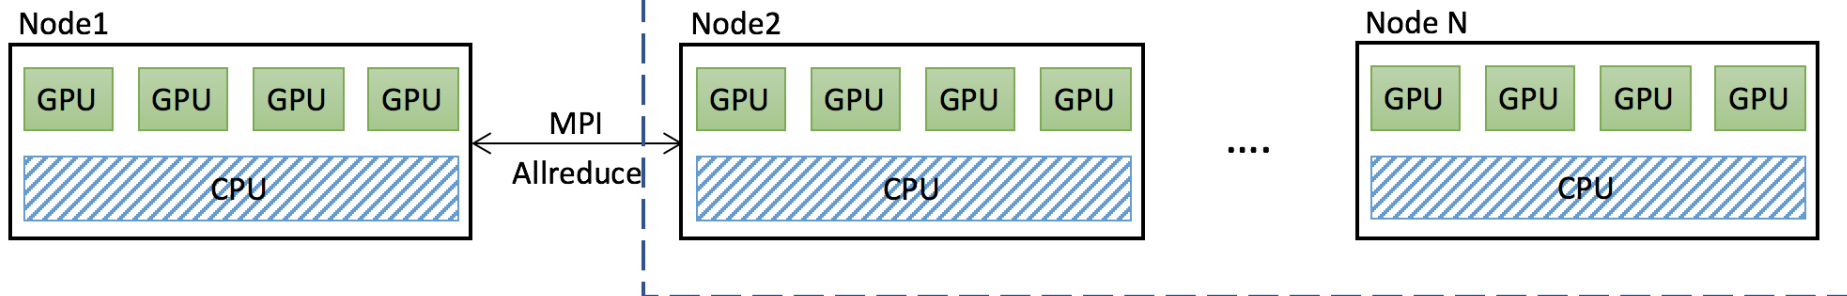 Node1
GPU GPU GPU GPU
CPU
MPI
Allreduce
Node2
GPU GPU GPU GPU
CPU
....
Node N
GPU GPU GPU GPU
CPU